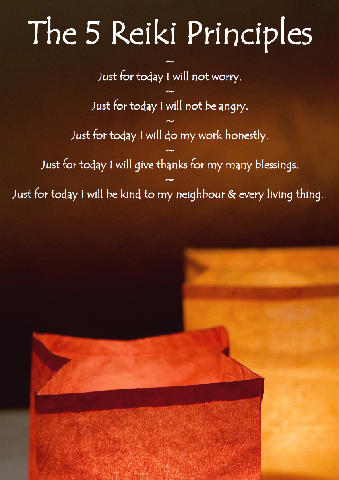 The 5 Reiki Principles
~
Just for today I will not worry.
~
Just for today I will not be angry.
~
Just for today I will do my work honestly.
~
Just for today I will give thanks for my many blessings.
~
Just for today I will be kind to my neighbour & every living thing.